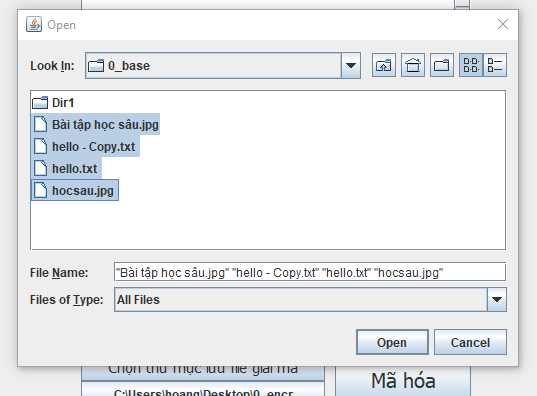 Open
Look In:
0_base
Dir1
Bài tập học sâu.jpg
hello - Copy.txt
hello.txt
hocsau.jpg
File Name:
"Bài tập học sâu.jpg" "hello - Copy.txt" "hello.txt" "hocsau.jpg"
Files of Type:
All Files
Open
Cancel
Chọn thư mục lưu file giải mã
Mã hóa
C:\Users\hoang\Desktop\0_encr